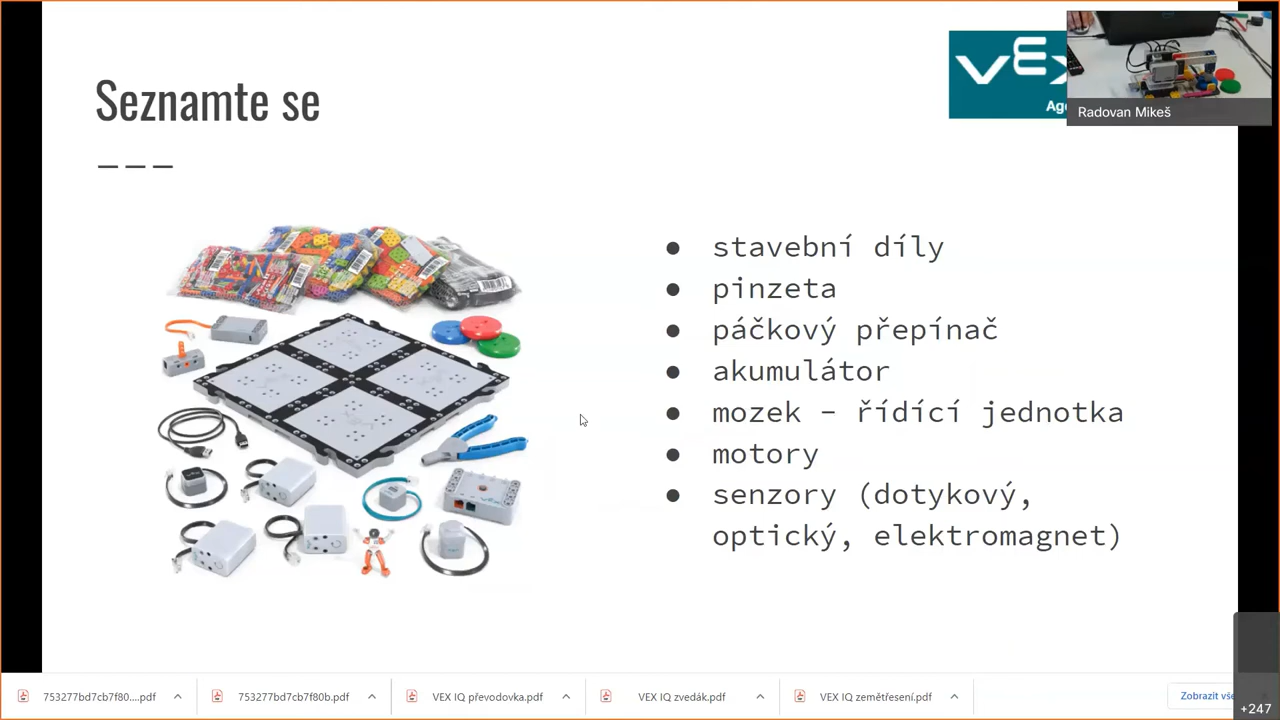 Seznamte se
VEX
Radovan Mikeš
stavební díly
pinzeta
páčkový přepínač
akumulátor
mozek - řídící jednotka
motory
senzory (dotykový,
optický, elektromagnet)
753277bd7cb7f80....pdf
753277bd7cb7f80b.pdf
VEX IQ převodovka.pdf
VEX IQ zvedák.pdf
VEX IQ zemětřesení.pdf
Zobrazit vše
+247